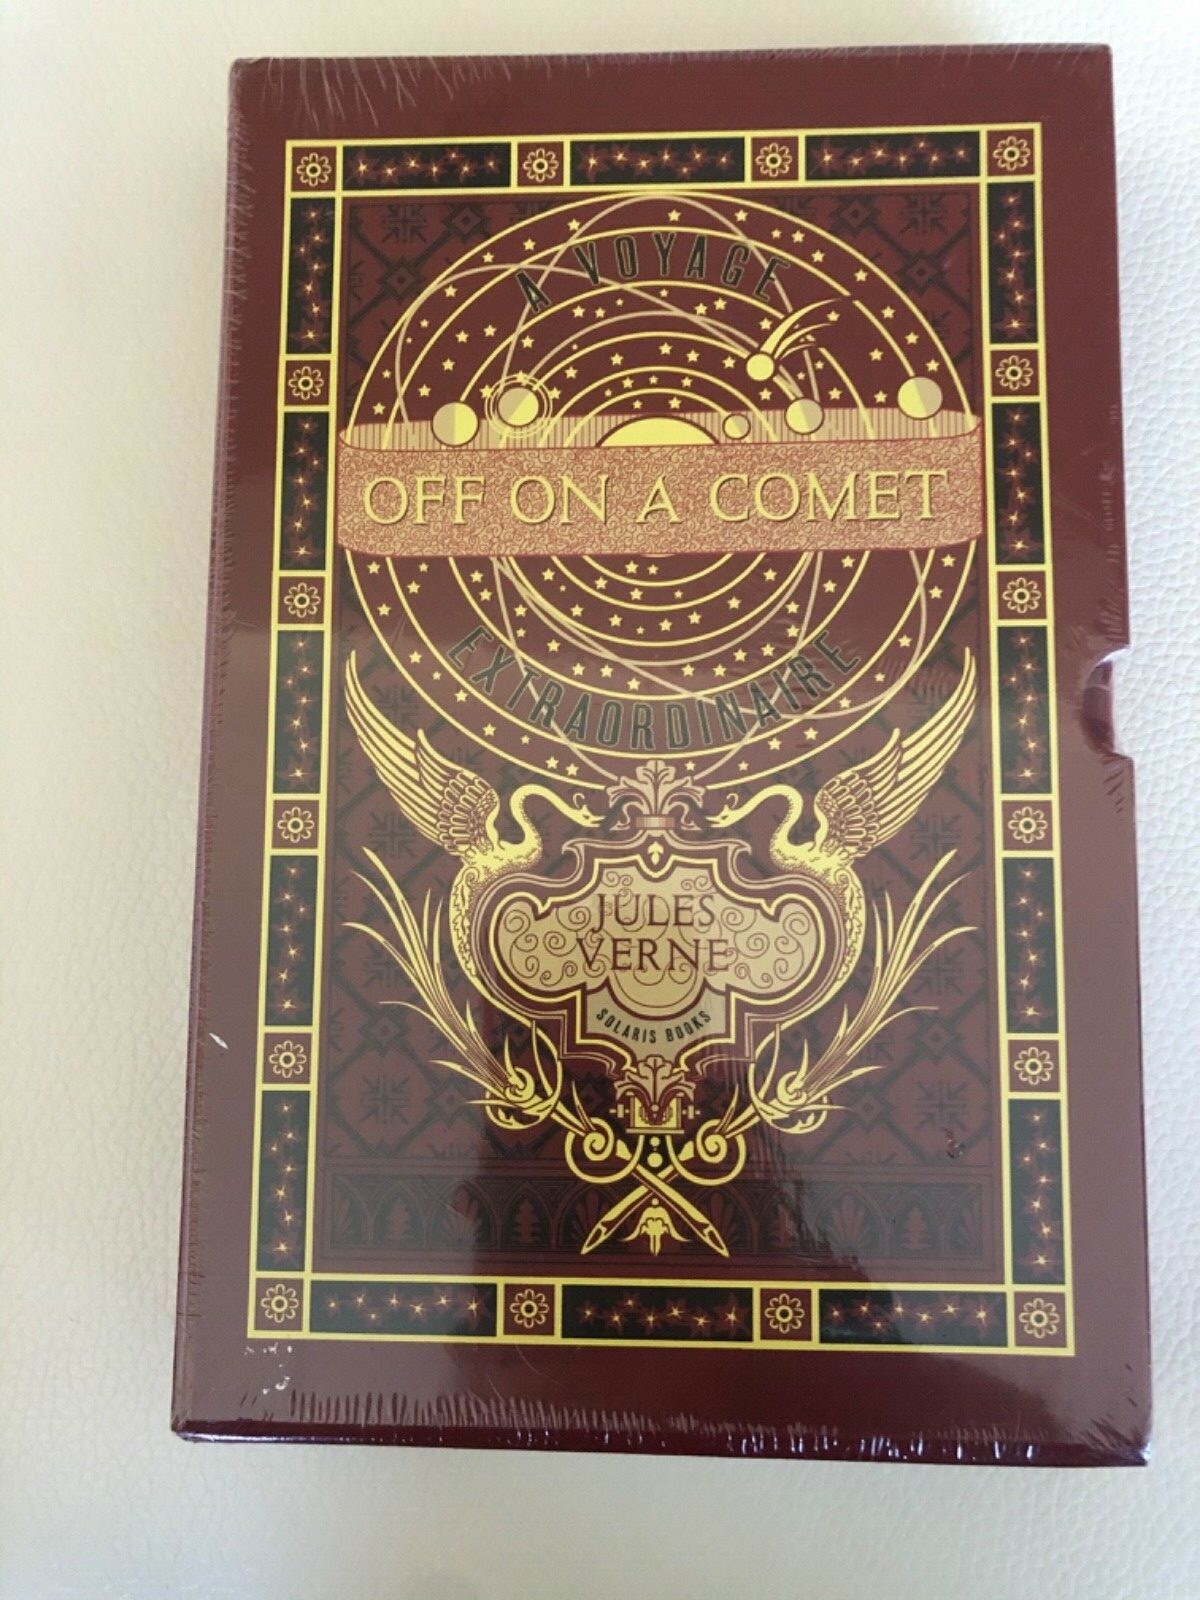 A VOYAGE
OFF ON A COMET
EXTRAORDINAIRE
JULES
VERNE
SOLARIS BOOKS